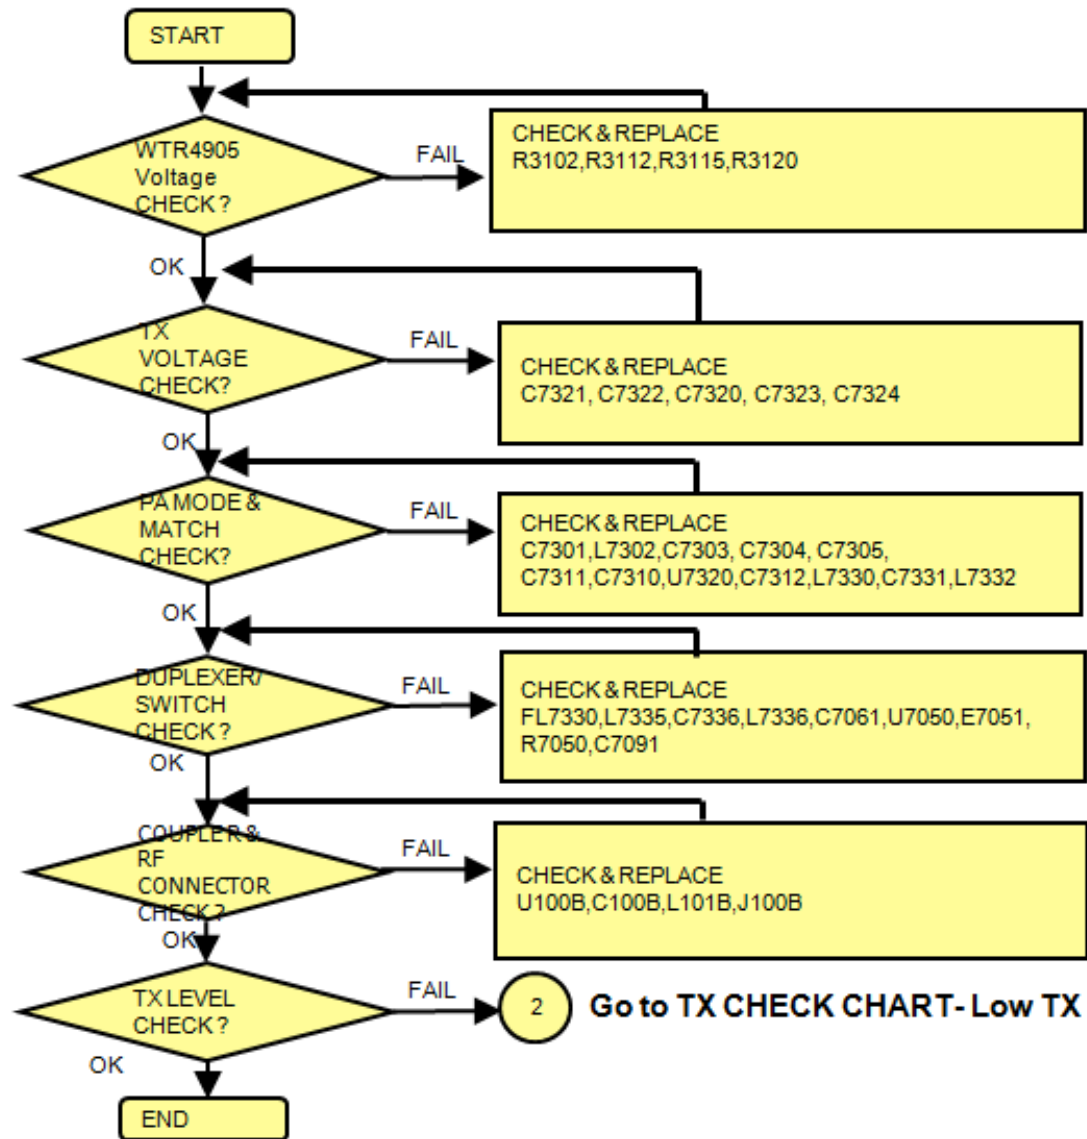 START
WTR4905
Voltage
CHECK ?
FAIL
CHECK & REPLACE
R3102,R3112,R3115,R3120
OK
TX
VOLTAGE
CHECK?
FAIL
CHECK & REPLACE
C7321, C7322, C7320, C7323, C7324
OK
PA MODE &
MATCH
CHECK?
FAIL
CHECK & REPLACE
C7301,L7302,C7303, C7304, C7305,
C7311,C7310,U7320,C7312,L7330,C7331,L7332
OK
DUPLEXER/
SWITCH
CHECK ?
FAIL
CHECK & REPLACE
FL7330,L7335,C7336,L7336,C7061,U7050,E7051,
R7050,C7091
OK
COUPLER &
RF
CONNECTOR
CHECK ?
FAIL
CHECK & REPLACE
U100B,C100B,L101B,J100B
OK
TX LEVEL
CHECK ?
FAIL
2
Go to TX CHECK CHART- Low TX
OK
END